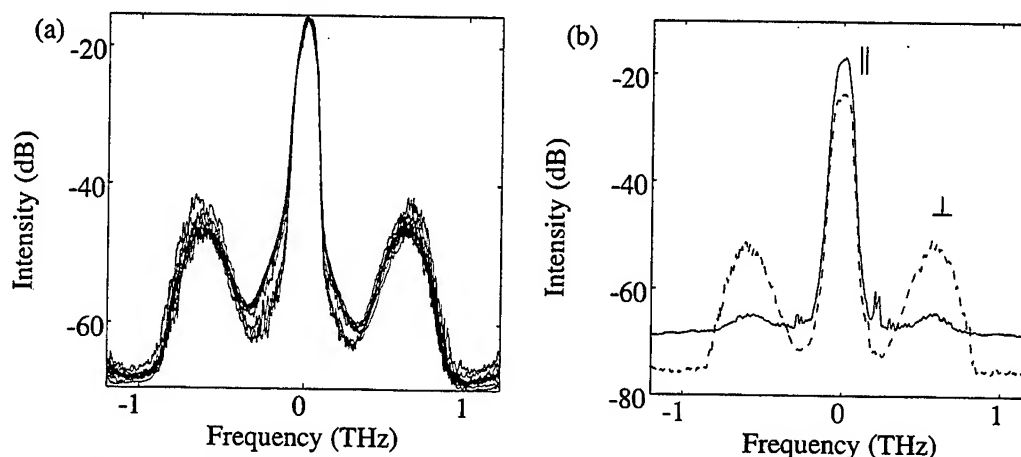 (a)
-20
-40
-60
Intensity (dB)
-1
0
1
Frequency (THz)
(b)
||
-20
-40
⊥
-60
-80
Intensity (dB)
-1
0
1
Frequency (THz)